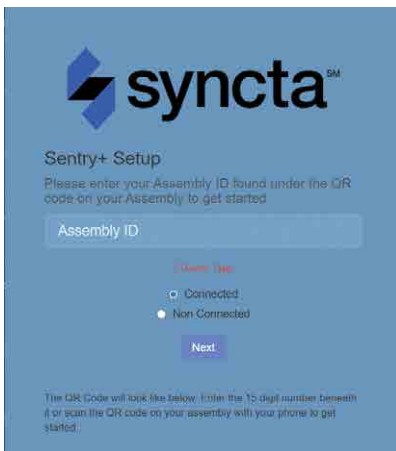 syncta SM
Sentry+ Setup
Please enter your Assembly ID found under the QR
code on your Assembly to get started
Assembly ID
Connected
Non Connected
Next
The QR Code will look like below. Enter the 15 digit number beneath
it or scan the QR code on your assembly with your phone to get
started.